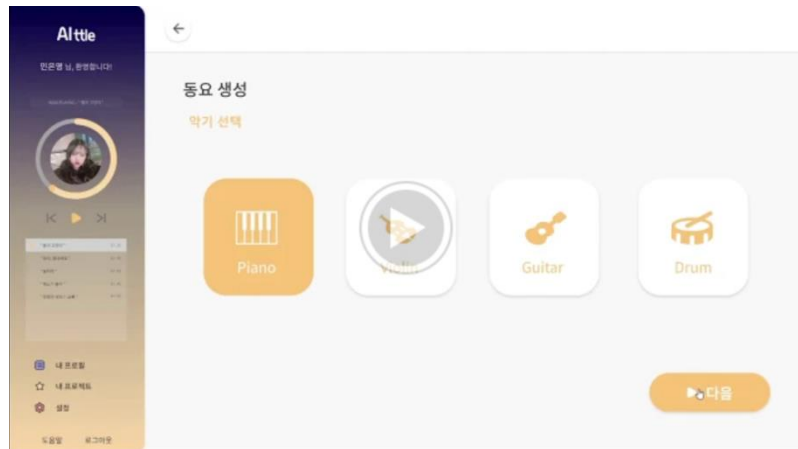 AIttle
민은영 님, 환영합니다!
동요 생성
악기 선택
Piano
Violin
Guitar
Drum
다음
내 프로필
내 프로젝트
설정
도움말 로그아웃